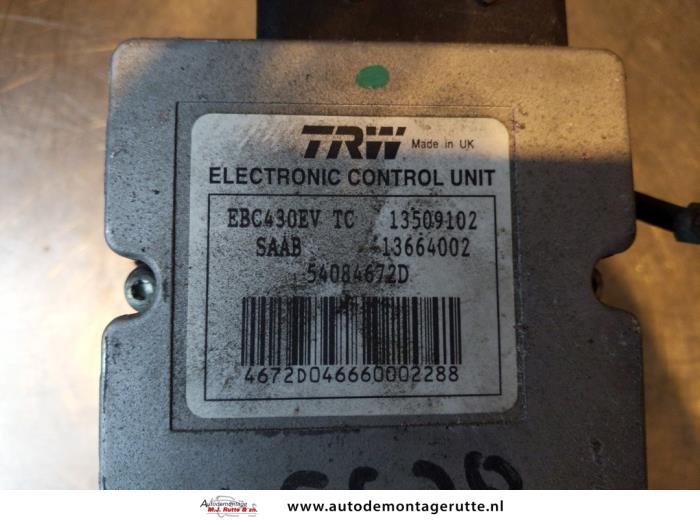 TRW Made in UK
ELECTRONIC CONTROL UNIT
EBC430EV TC 13509102
SAAB 13664002
54084672D
4672D046660002288
Autodemontage
M.J. Rutte & zn.
www.autodemontagerutte.nl